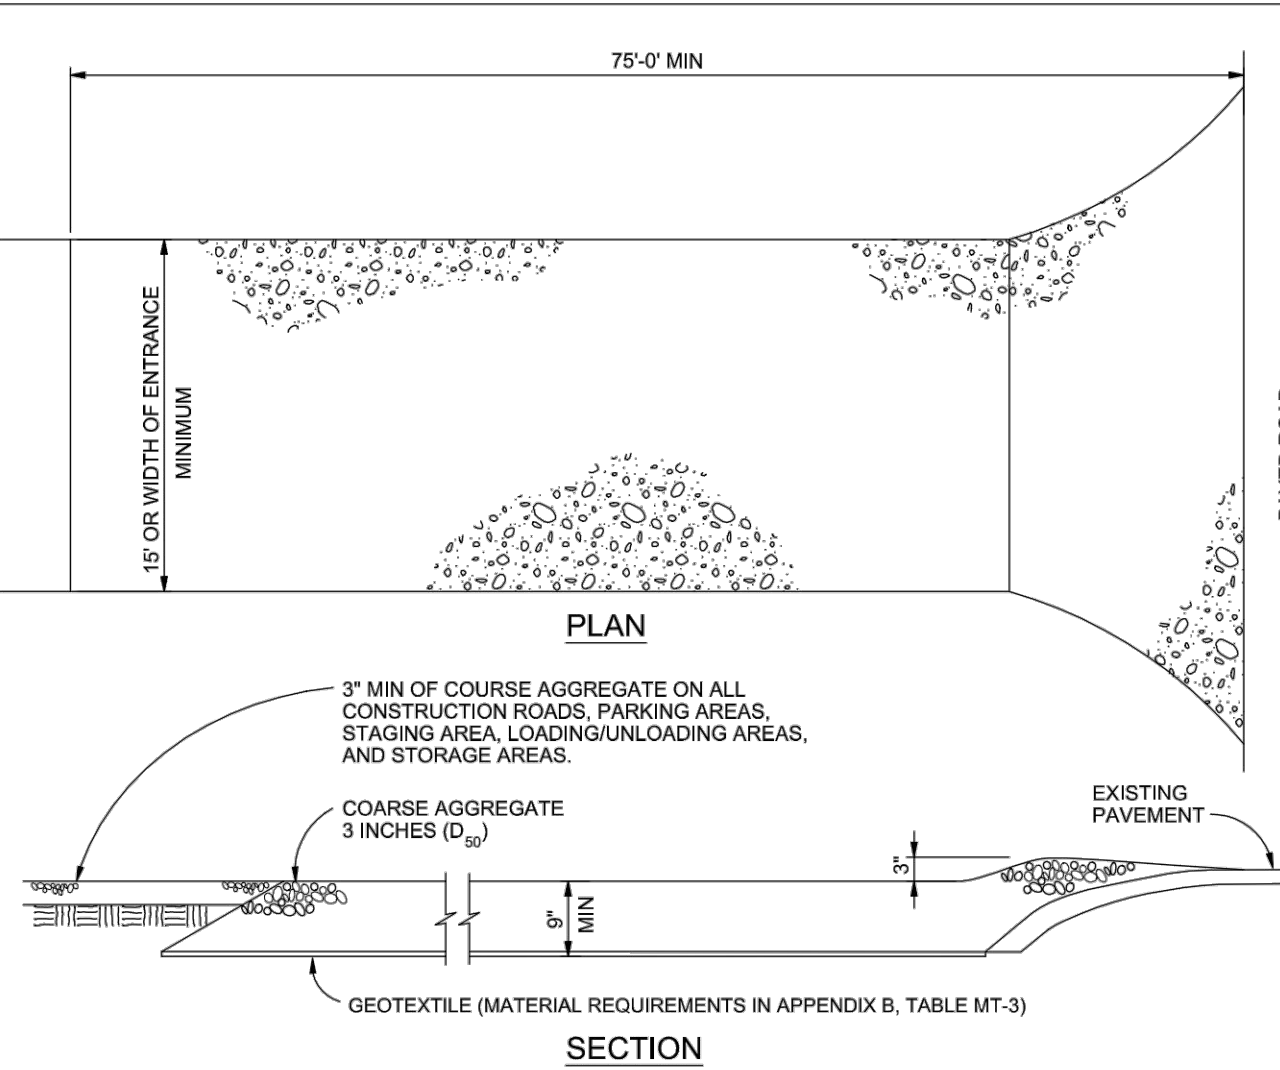 75'-0' MIN
15' OR WIDTH OF ENTRANCE
MINIMUM
PLAN
3" MIN OF COURSE AGGREGATE ON ALL
CONSTRUCTION ROADS, PARKING AREAS,
STAGING AREA, LOADING/UNLOADING AREAS,
AND STORAGE AREAS.
COARSE AGGREGATE
3 INCHES (D50)
EXISTING
PAVEMENT
3"
9"
MIN
GEOTEXTILE (MATERIAL REQUIREMENTS IN APPENDIX B, TABLE MT-3)
SECTION